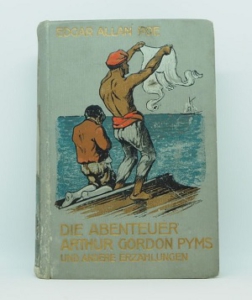 EDGAR ALLAN POE
DIE ABENTEUER
ARTHUR GORDON PYMS
UND ANDERE ERZÄHLUNGEN